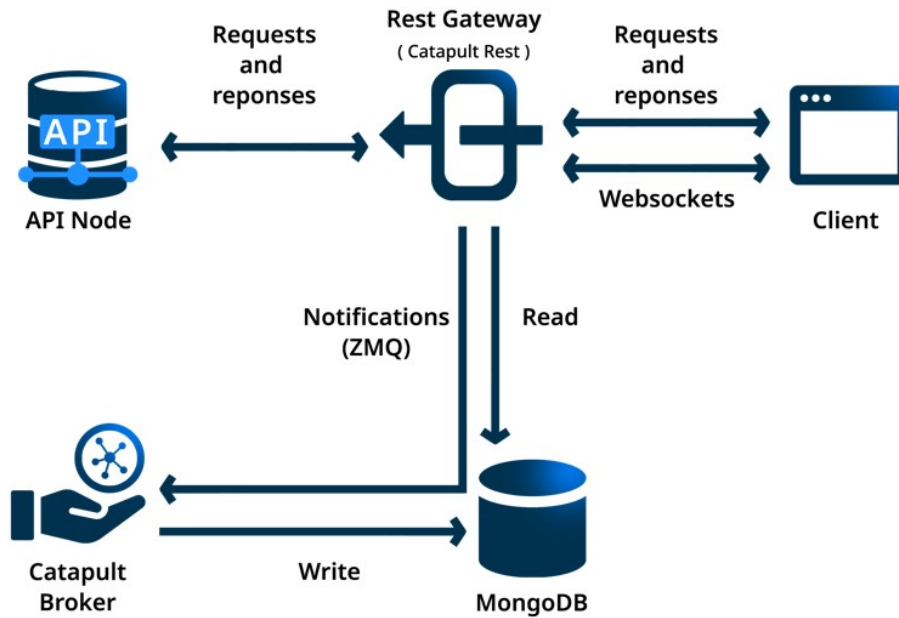 Rest Gateway
( Catapult Rest )
Requests
and
reponses
Requests
and
reponses
API
Websockets
API Node
Client
Notifications
(ZMQ)
Read
Catapult
Broker
Write
MongoDB